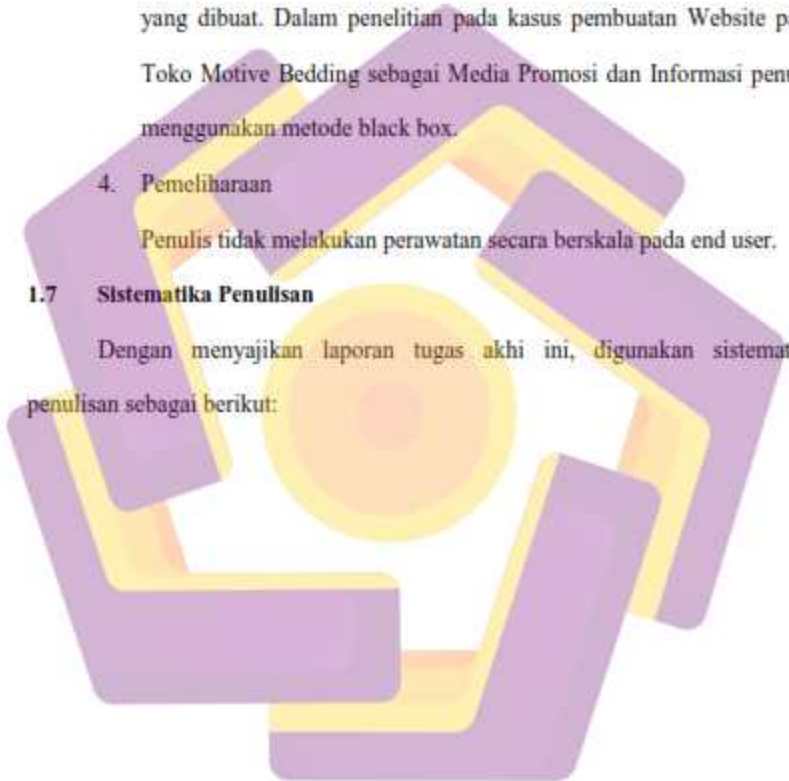 yang dibuat. Dalam penelitian pada kasus pembuatan Website pa
Toko Motive Bedding sebagai Media Promosi dan Informasi penu
menggunakan metode black box.
4. Pemeliharaan
Penulis tidak melakukan perawatan secara berskala pada end user.
1.7 Sistematika Penulisan
Dengan menyajikan laporan tugas akhi ini, digunakan sistemat
penulisan sebagai berikut: